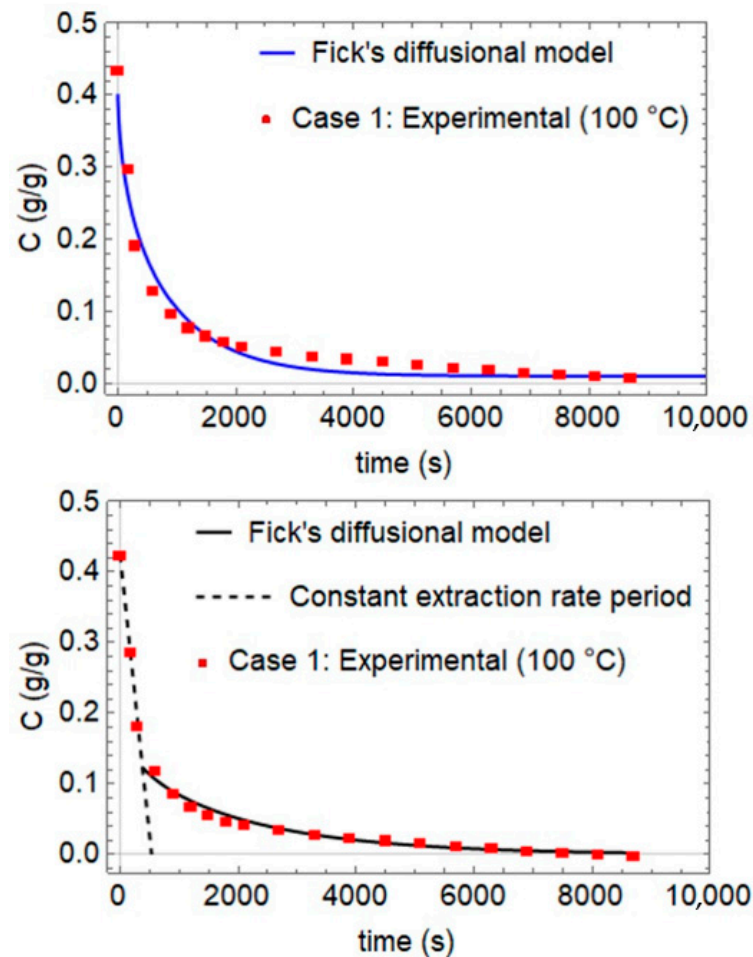 0.5
Fick's diffusional model
0.4
Case 1: Experimental (100 °C)
0.3
C (g/g)
0.2
0.1
0.0
0 2000 4000 6000 8000 10,000
time (s)
0.5
Fick's diffusional model
0.4
Constant extraction rate period
0.3
Case 1: Experimental (100 °C)
C (g/g)
0.2
0.1
0.0
0 2000 4000 6000 8000 10,000
time (s)